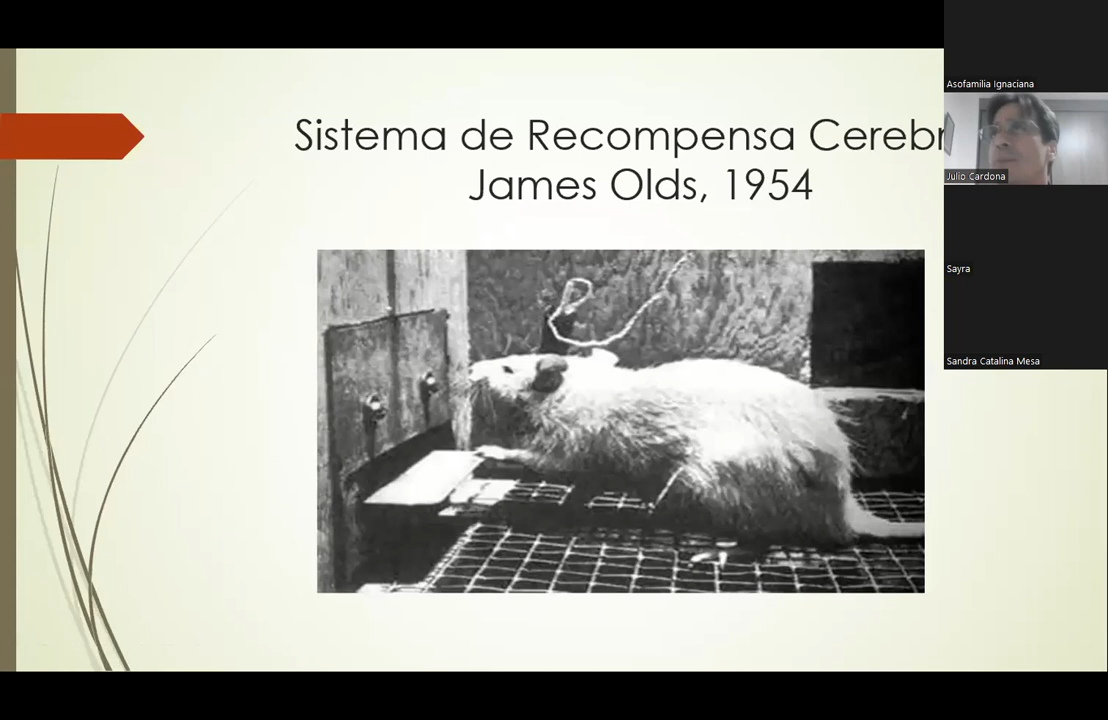 Sistema de Recompensa Cerebr
James Olds, 1954
Asofamilia Ignaciana
Julio Cardona
Sayra
Sandra Catalina Mesa